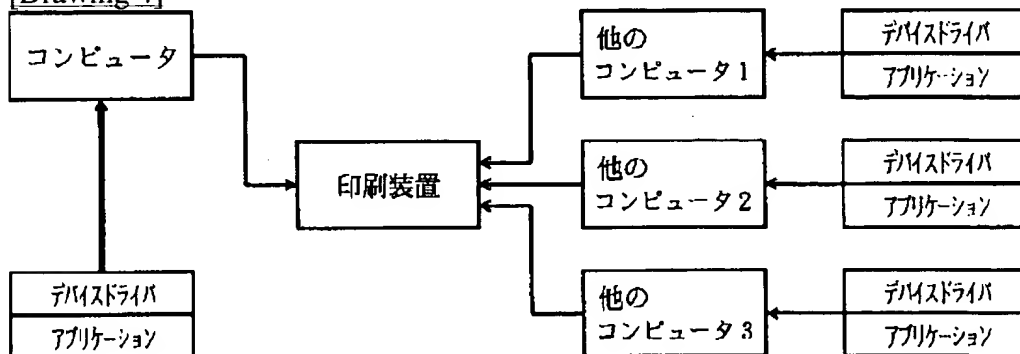 [Drawing 4]
コンピュータ
他の
コンピュータ1
デバイスドライバ
アプリケーション
印刷装置
他の
コンピュータ2
デバイスドライバ
アプリケーション
デバイスドライバ
アプリケーション
他の
コンピュータ3
デバイスドライバ
アプリケーション